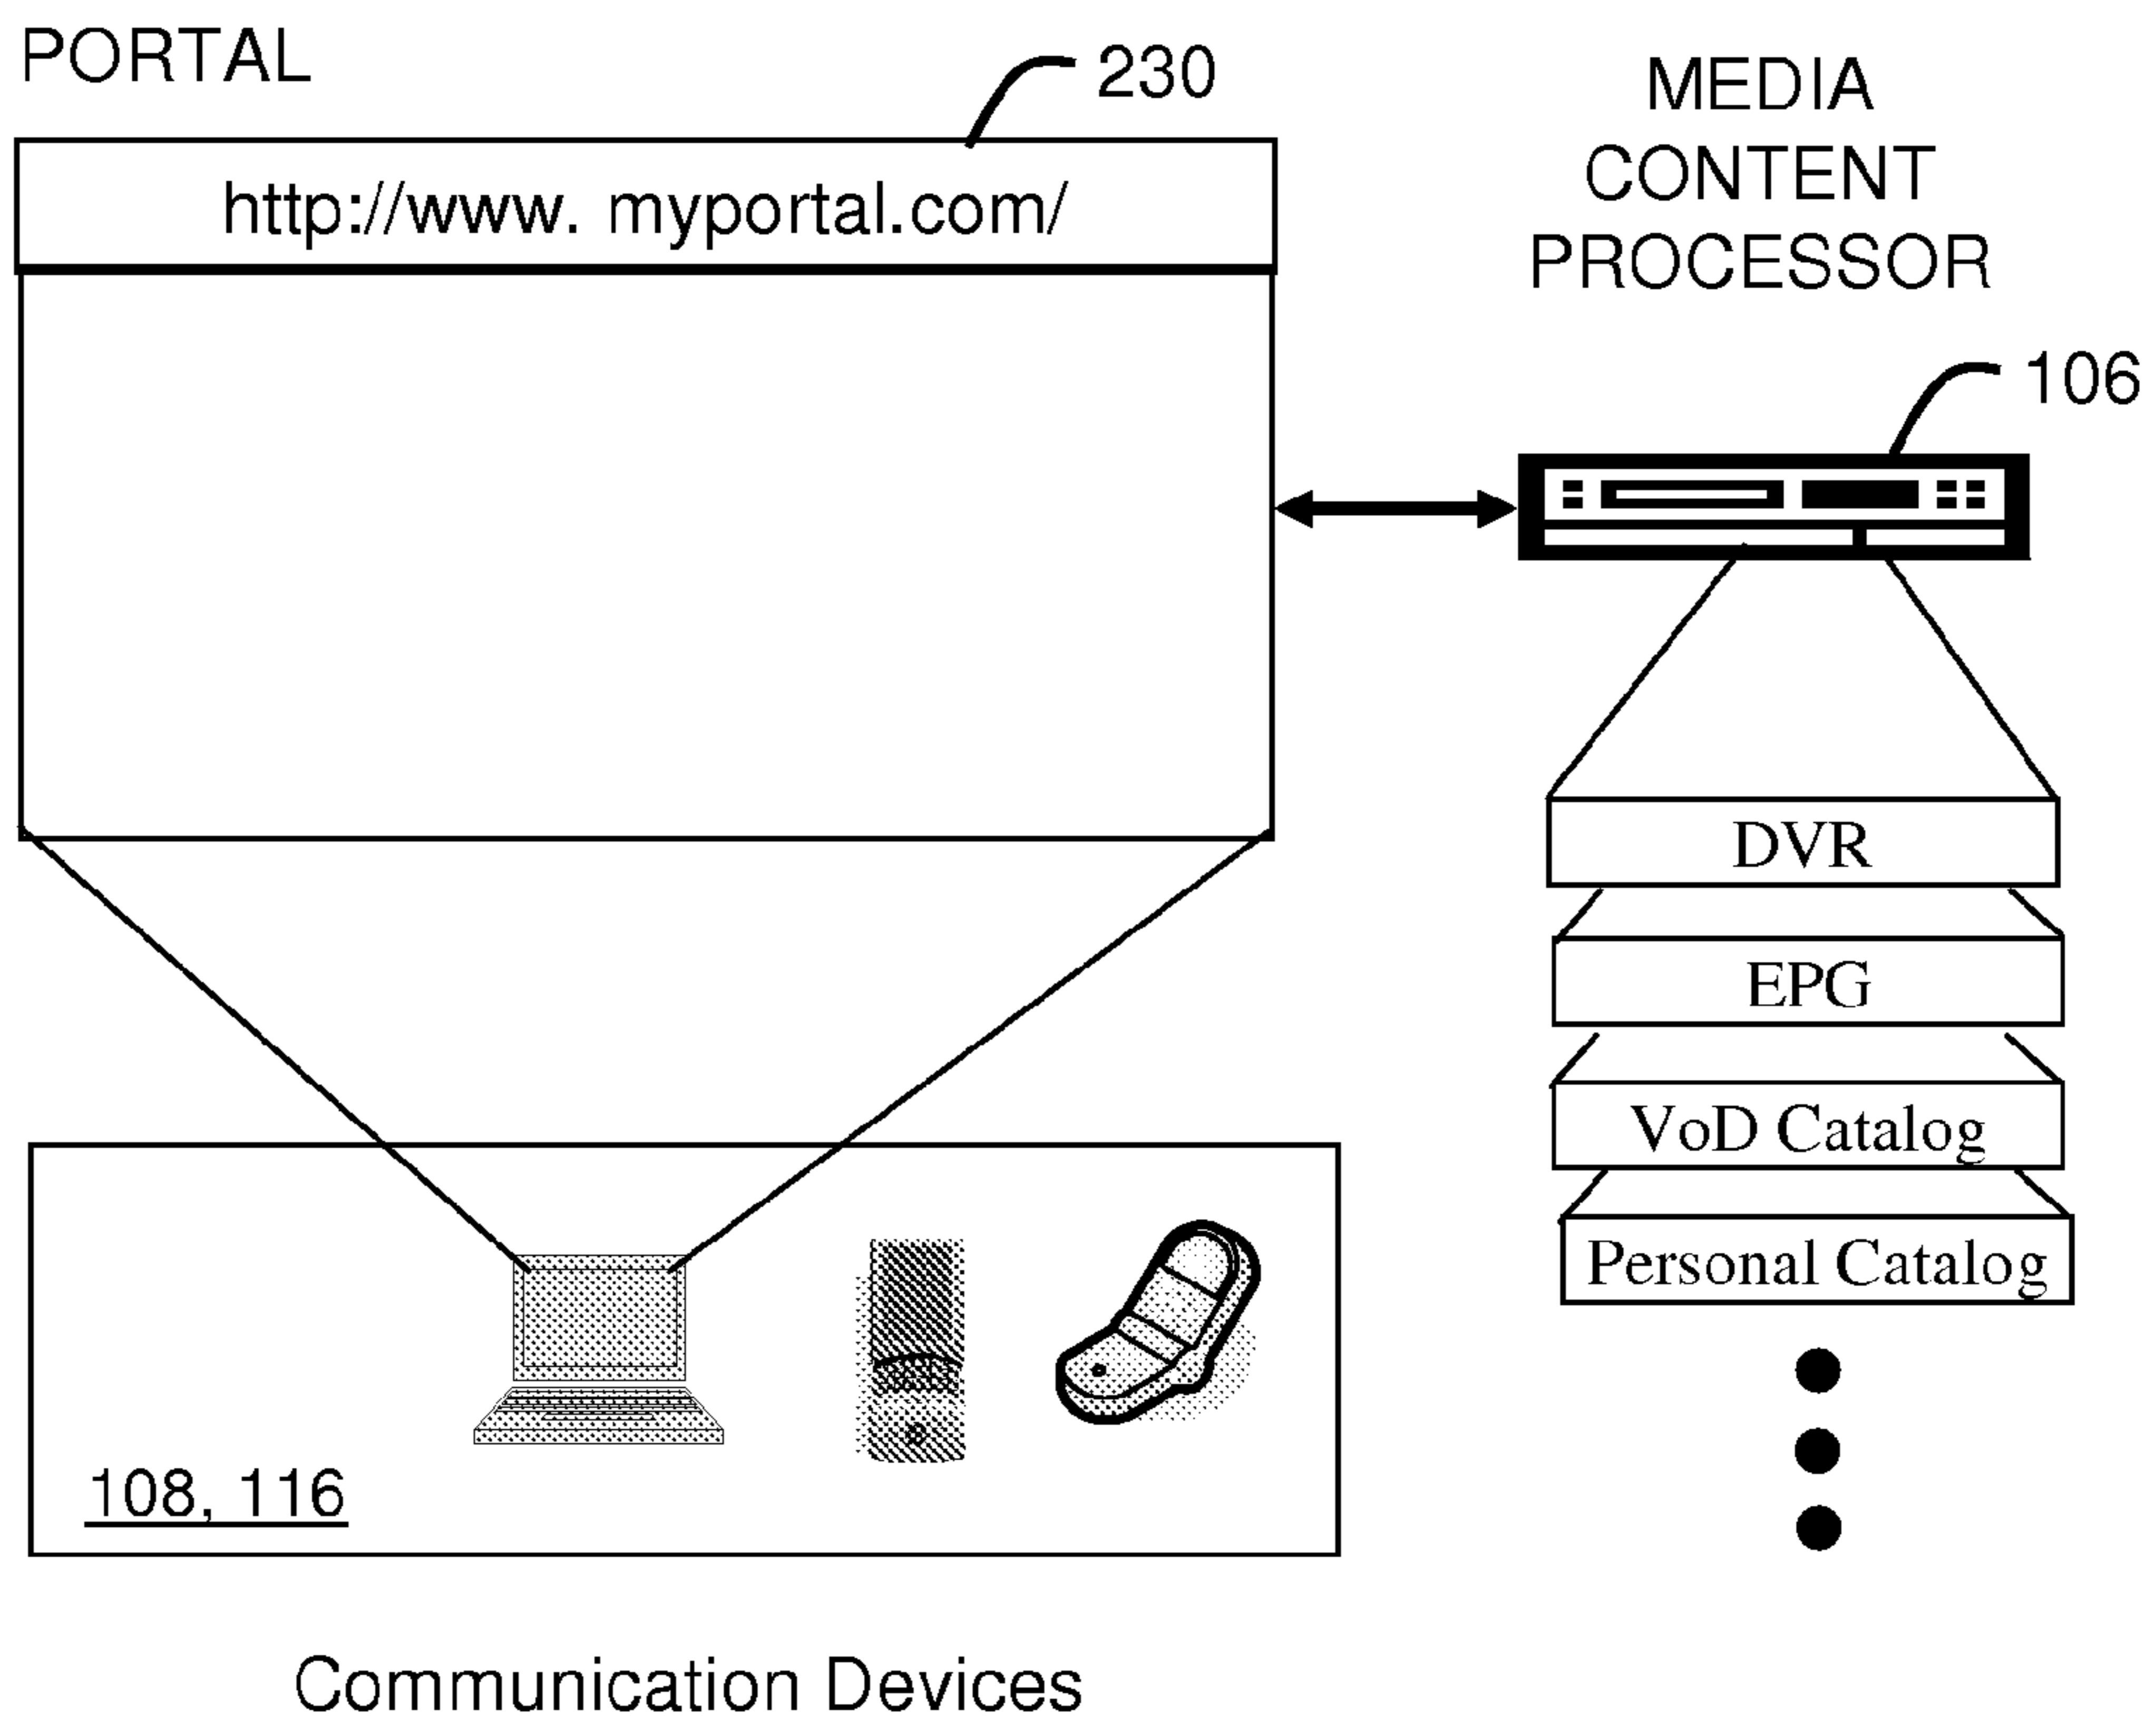 PORTAL
230
http://www. myportal.com/
MEDIA
CONTENT
PROCESSOR
106
DVR
EPG
VoD Catalog
Personal Catalog
108, 116
Communication Devices